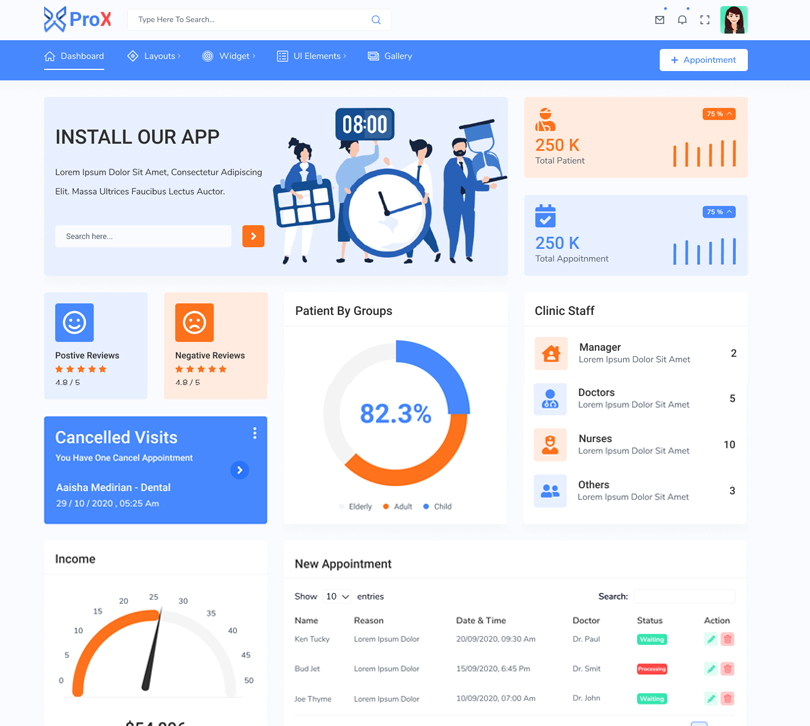 ProX
Type Here To Search...
Dashboard
Layouts
Widget
UI Elements
Gallery
+ Appointment
INSTALL OUR APP
Lorem Ipsum Dolor Sit Amet, Consectetur Adipiscing
Elit. Massa Ultrices Faucibus Lectus Auctor.
Search here...
08:00
75 %
250 K
Total Patient
75 %
250 K
Total Appoitnment
Postive Reviews
4.8 / 5
Negative Reviews
4.8 / 5
Cancelled Visits
You Have One Cancel Appointment
Aaisha Medirian - Dental
29 / 10 / 2020 , 05:25 Am
Patient By Groups
82.3%
Elderly Adult Child
Clinic Staff
Manager
Lorem Ipsum Dolor Sit Amet
2
Doctors
Lorem Ipsum Dolor Sit Amet
5
Nurses
Lorem Ipsum Dolor Sit Amet
10
Others
Lorem Ipsum Dolor Sit Amet
3
Income
0
5
10
15
20
25
30
35
40
45
50
New Appointment
Show 10 entries
Search:
Name Reason Date & Time Doctor Status Action
Ken Tucky Lorem Ipsum Dolor 20/09/2020, 09:30 Am Dr. Paul Waiting
Bud Jet Lorem Ipsum Dolor 15/09/2020, 6:45 Pm Dr. Smit Processing
Joe Thyme Lorem Ipsum Dolor 10/09/2020, 07:00 Am Dr. John Waiting